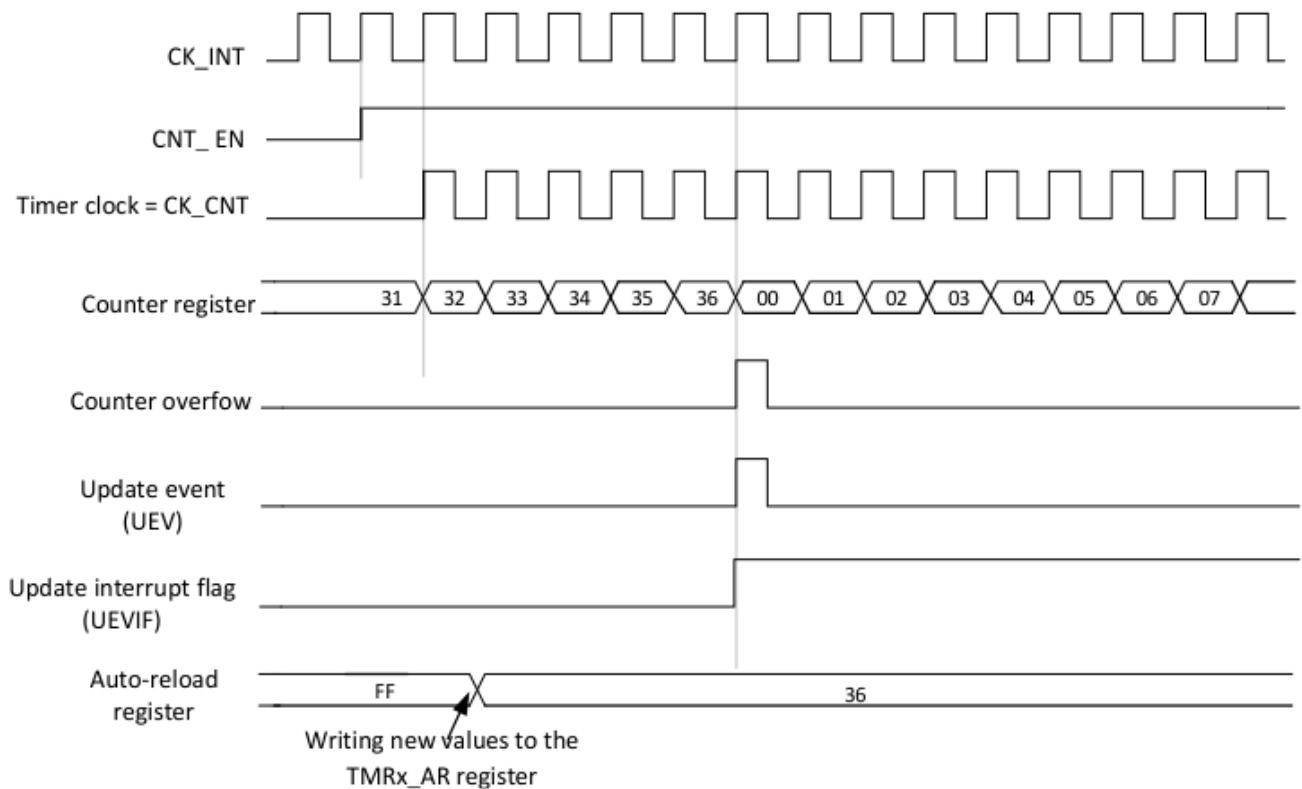 CK_INT
CNT_ EN
Timer clock = CK_CNT
Counter register
31 32 33 34 35 36 00 01 02 03 04 05 06 07
Counter overfow
Update event
(UEV)
Update interrupt flag
(UEVIF)
Auto-reload
register
FF
36
Writing new values to the
TMRx_AR register